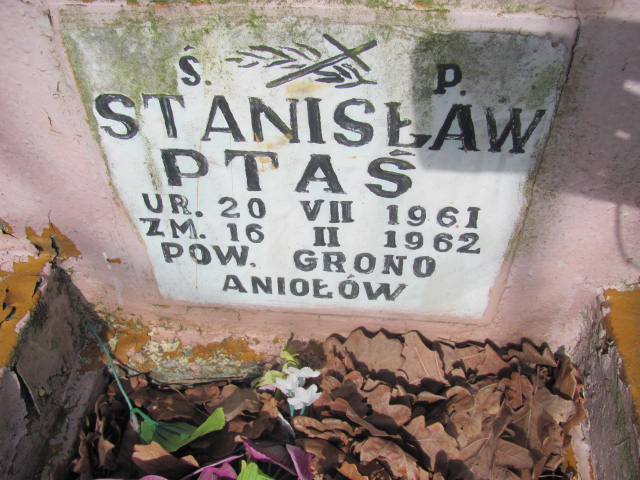 Ś. P.
STANISŁAW
PTAŚ
UR. 20 VII 1961
ZM. 16 II 1962
POW. GRONO
ANIOŁÓW